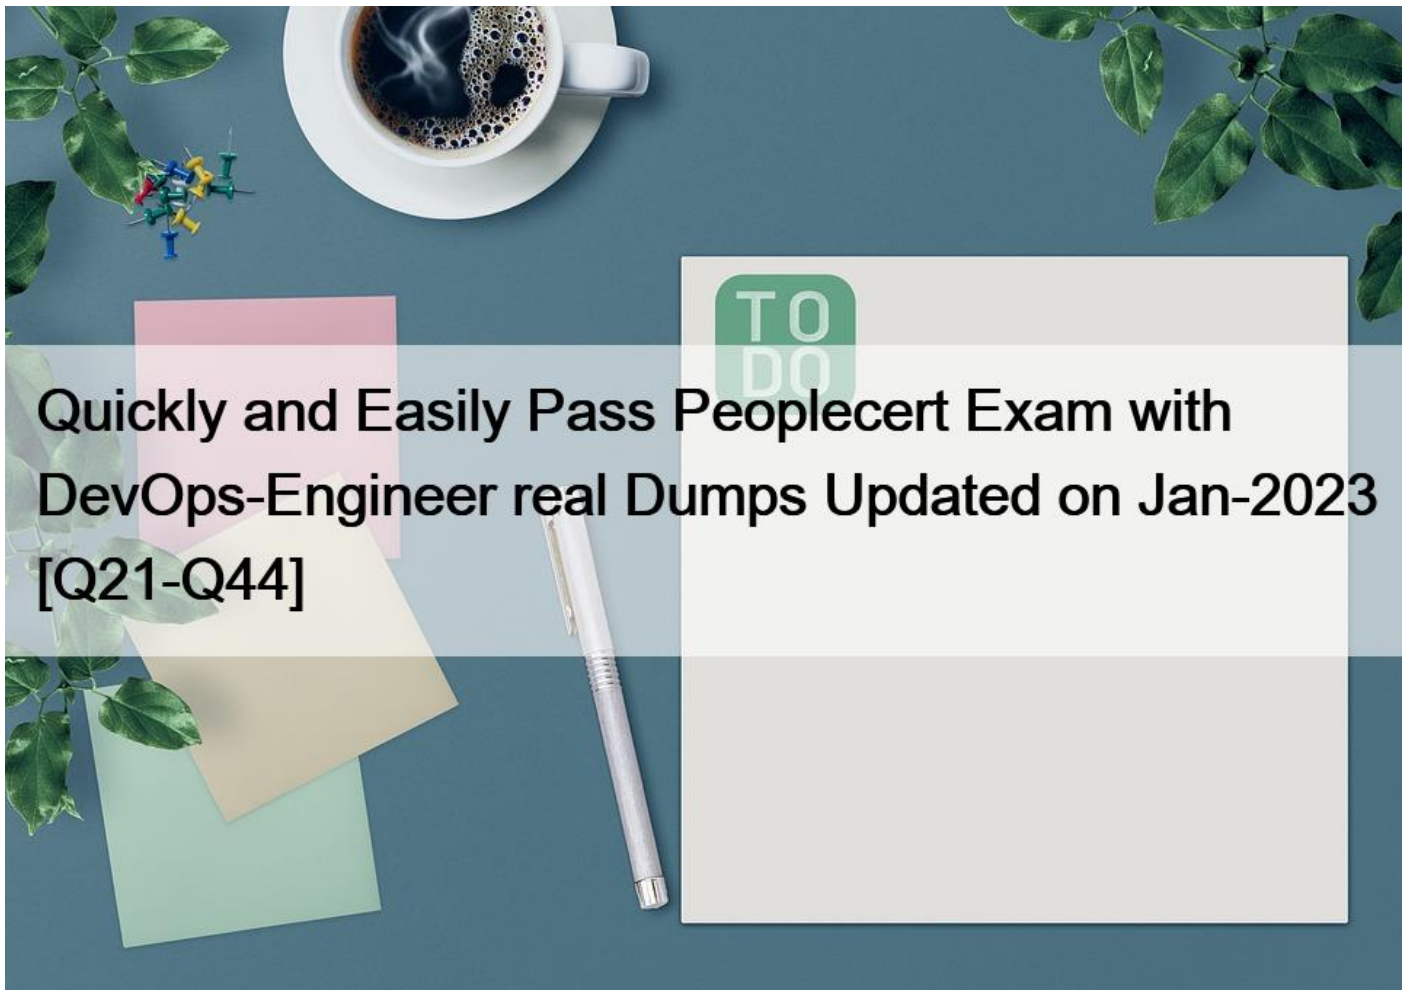 TO
DO
Quickly and Easily Pass Peoplecert Exam with
DevOps-Engineer real Dumps Updated on Jan-2023
[Q21-Q44]